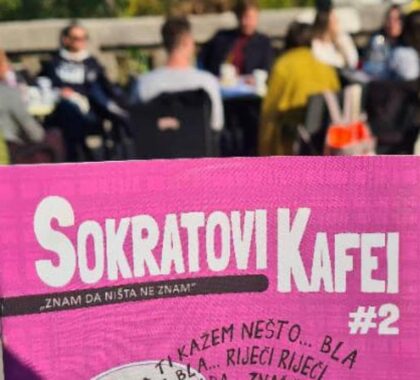 SOKRATOVI KAFEI
„ZNAM DA NIŠTA NE ZNAM“
#2
TI KAŽEM NEŠTO... BLA
BLA... RIJEČI RIJEČI